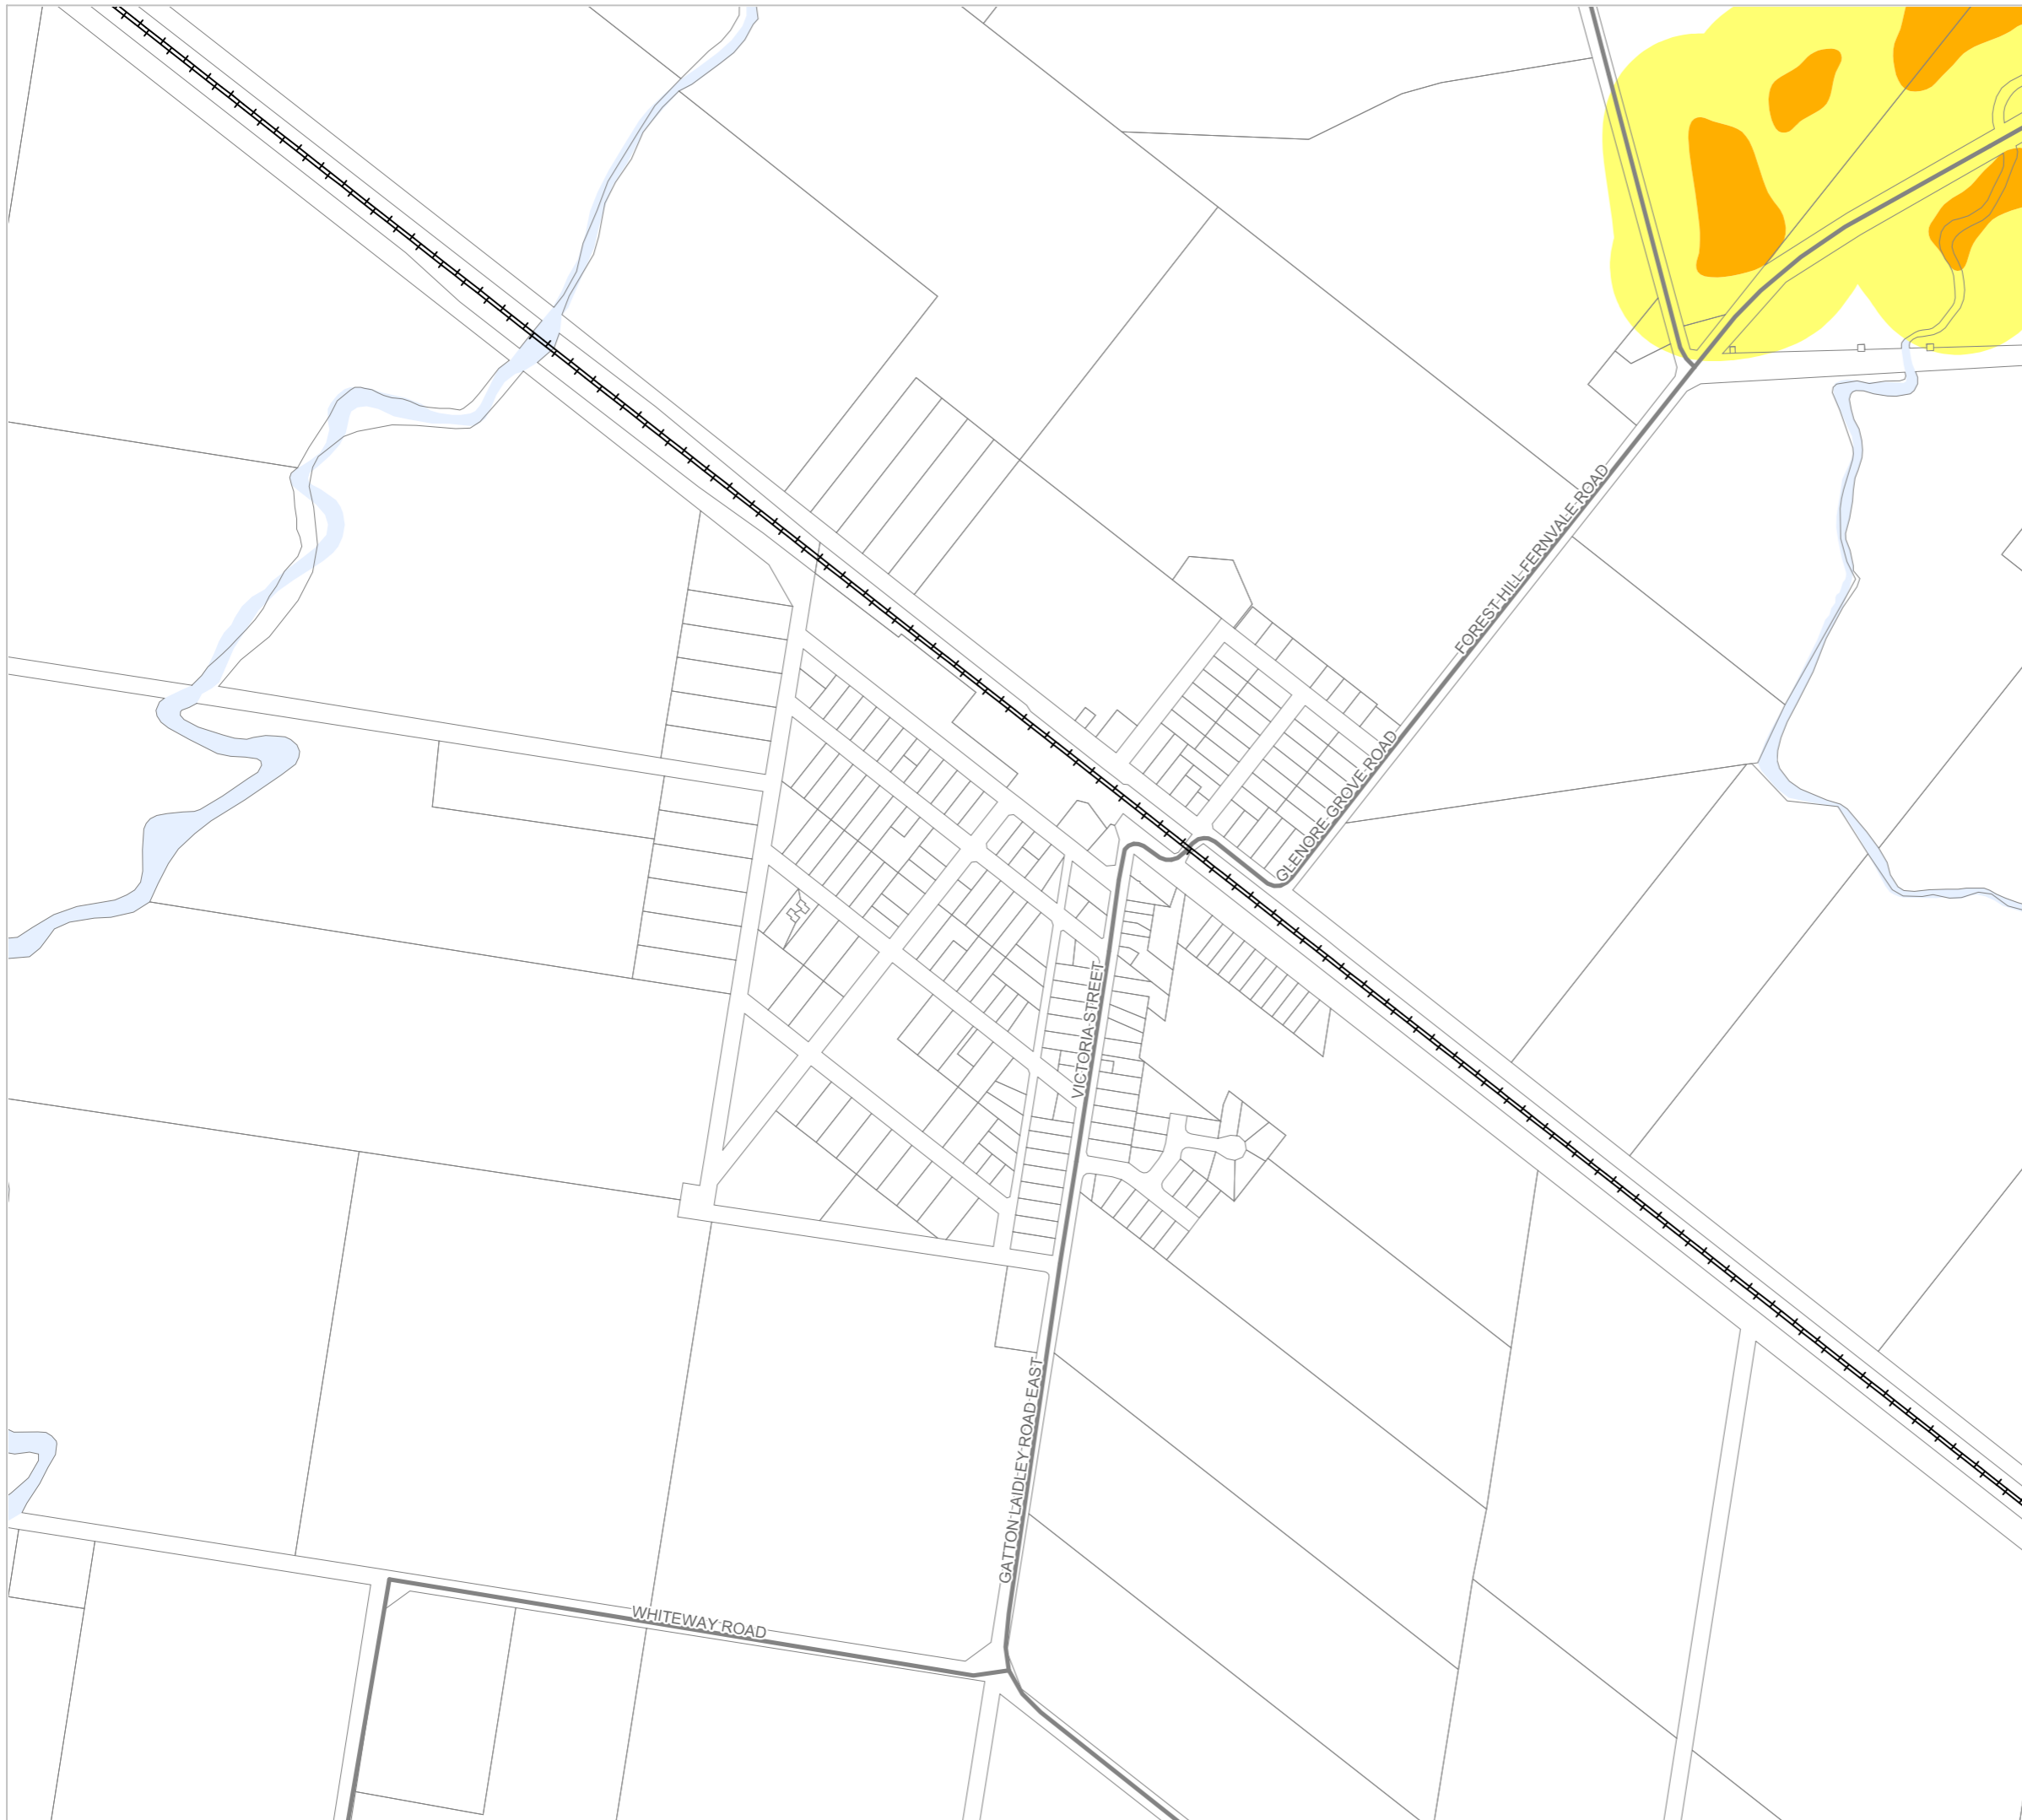 FOREST HILL FERNVALE ROAD
GLENORE GROVE ROAD
VICTORIA STREET
GATTON LAIDLEY ROAD EAST
WHITEWAY ROAD